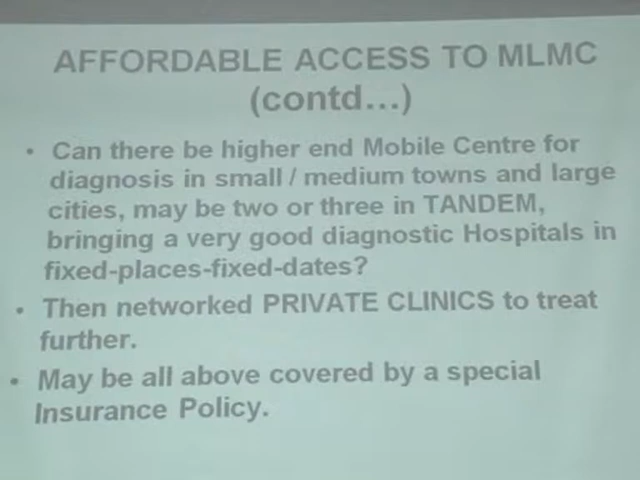 AFFORDABLE ACCESS TO MLMC
(contd...)
• Can there be higher end Mobile Centre for
diagnosis in small / medium towns and large
cities, may be two or three in TANDEM,
bringing a very good diagnostic Hospitals in
fixed-places-fixed-dates?
• Then networked PRIVATE CLINICS to treat
further.
• May be all above covered by a special
Insurance Policy.